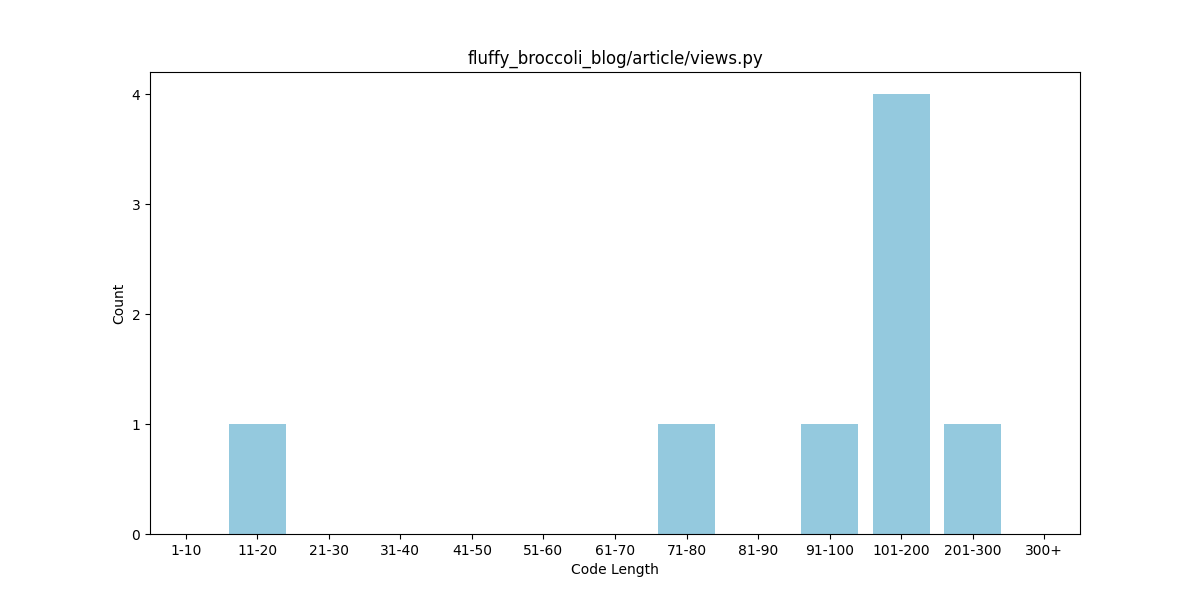 fluffy_broccoli_blog/article/views.py
Count
4
3
2
1
0
1-10 11-20 21-30 31-40 41-50 51-60 61-70 71-80 81-90 91-100 101-200 201-300 300+
Code Length